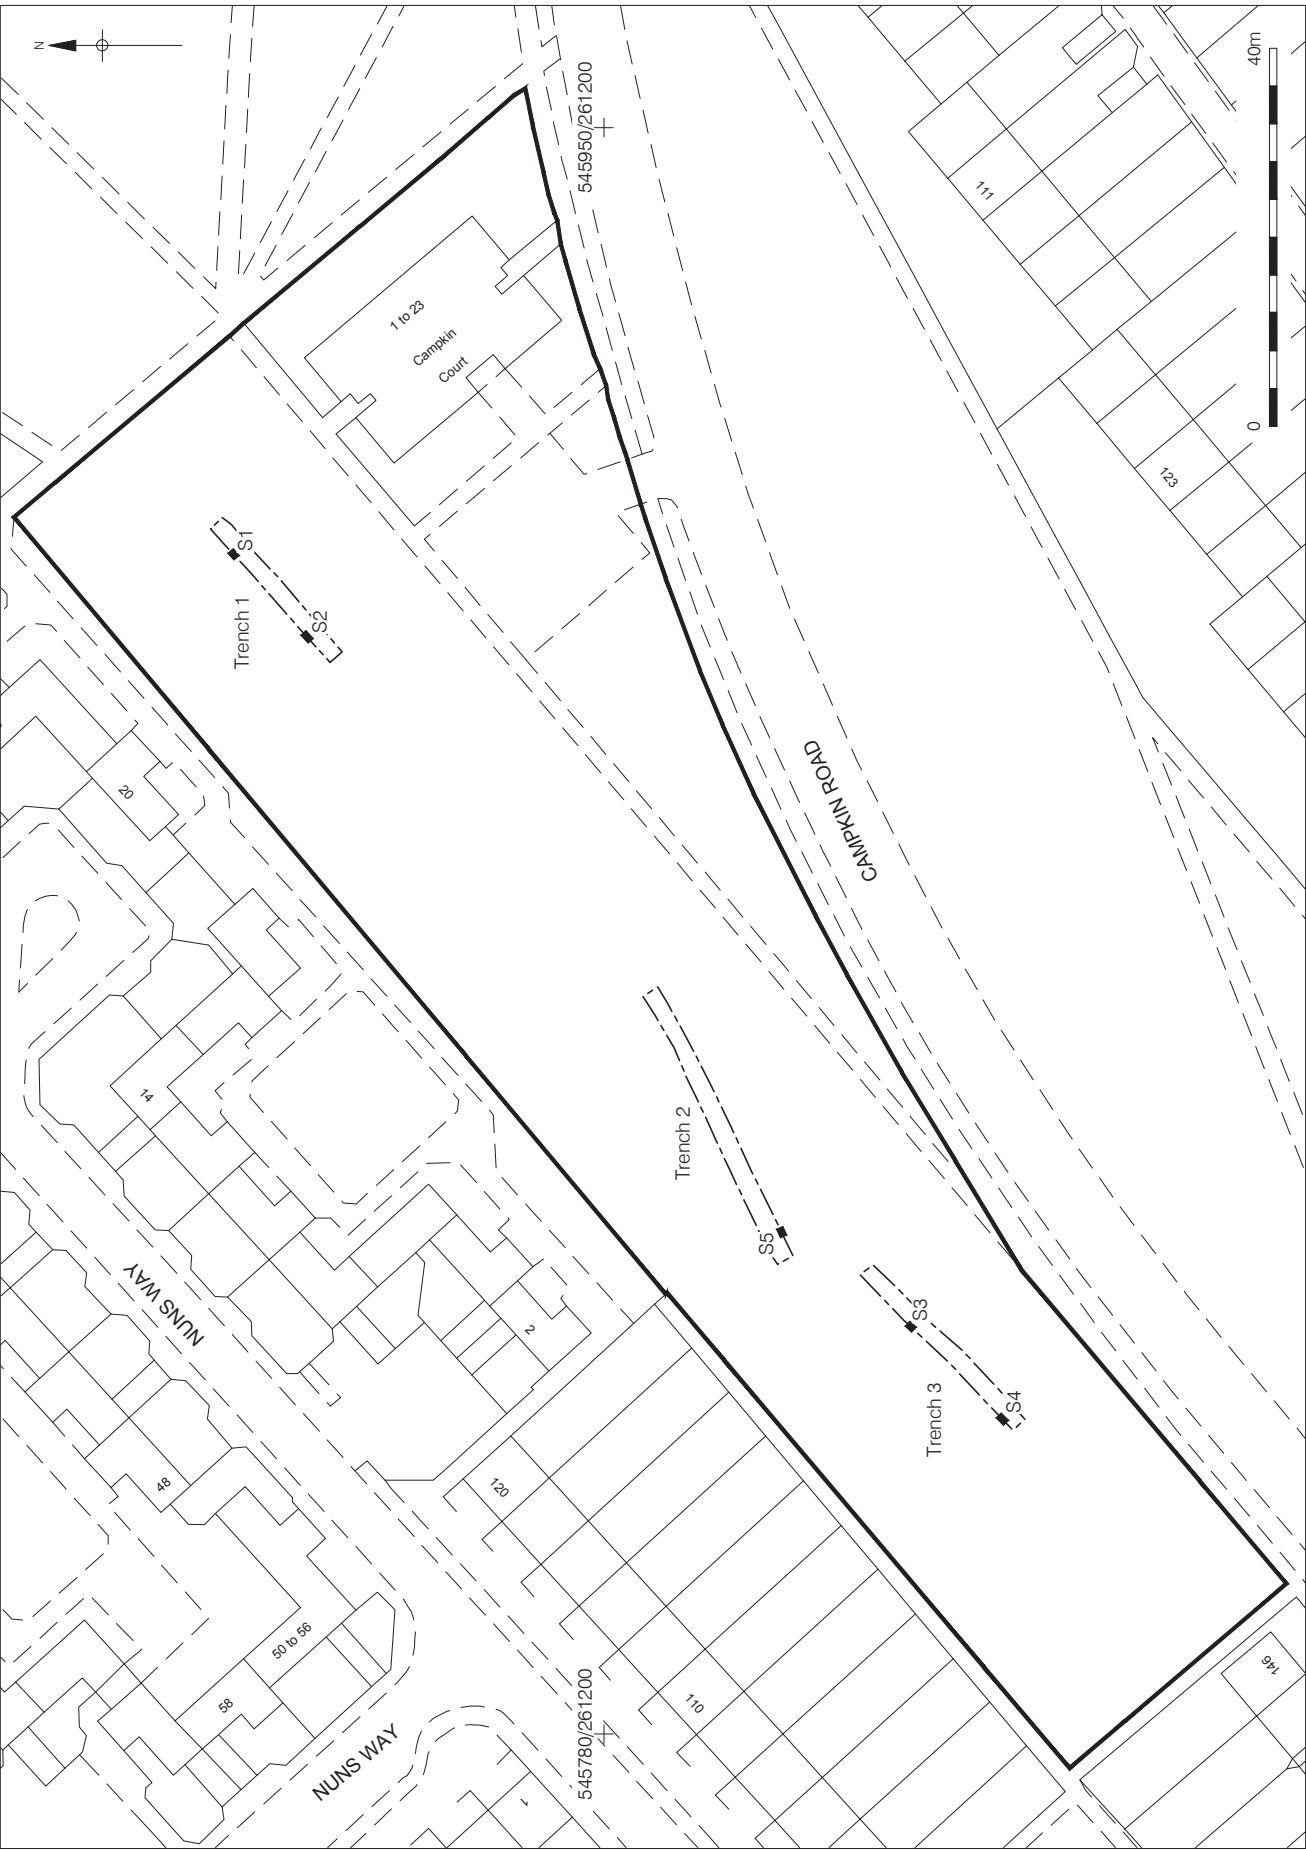 N
40m
0
545950/261200
111
1 to 23
Campkin
Court
123
S1
Trench 1
S2
20
CAMPKIN ROAD
14
Trench 2
S5
NUNS WAY
2
S3
Trench 3
S4
48
120
50 to 56
58
110
545780/261200
146
NUNS WAY
1